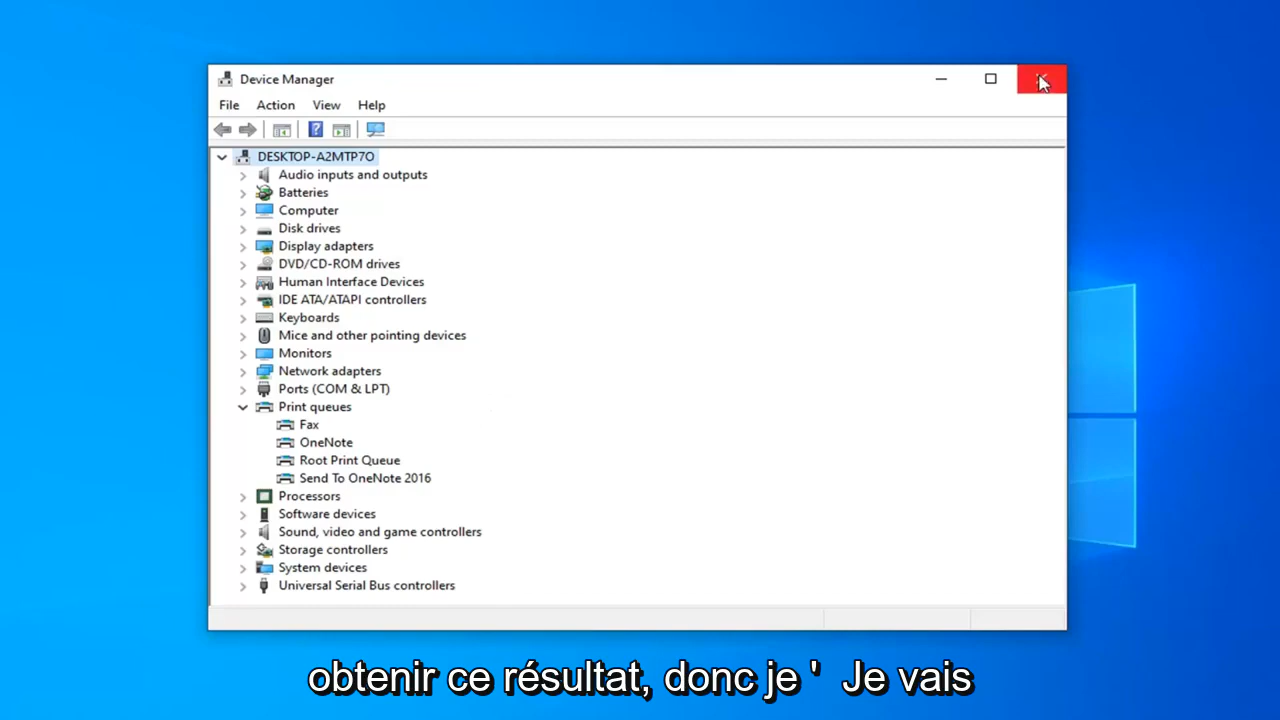 Device Manager
File Action View Help
DESKTOP-A2MTP7O
Audio inputs and outputs
Batteries
Computer
Disk drives
Display adapters
DVD/CD-ROM drives
Human Interface Devices
IDE ATA/ATAPI controllers
Keyboards
Mice and other pointing devices
Monitors
Network adapters
Ports (COM & LPT)
Print queues
Fax
OneNote
Root Print Queue
Send To OneNote 2016
Processors
Software devices
Sound, video and game controllers
Storage controllers
System devices
Universal Serial Bus controllers
obtenir ce résultat, donc je ' Je vais